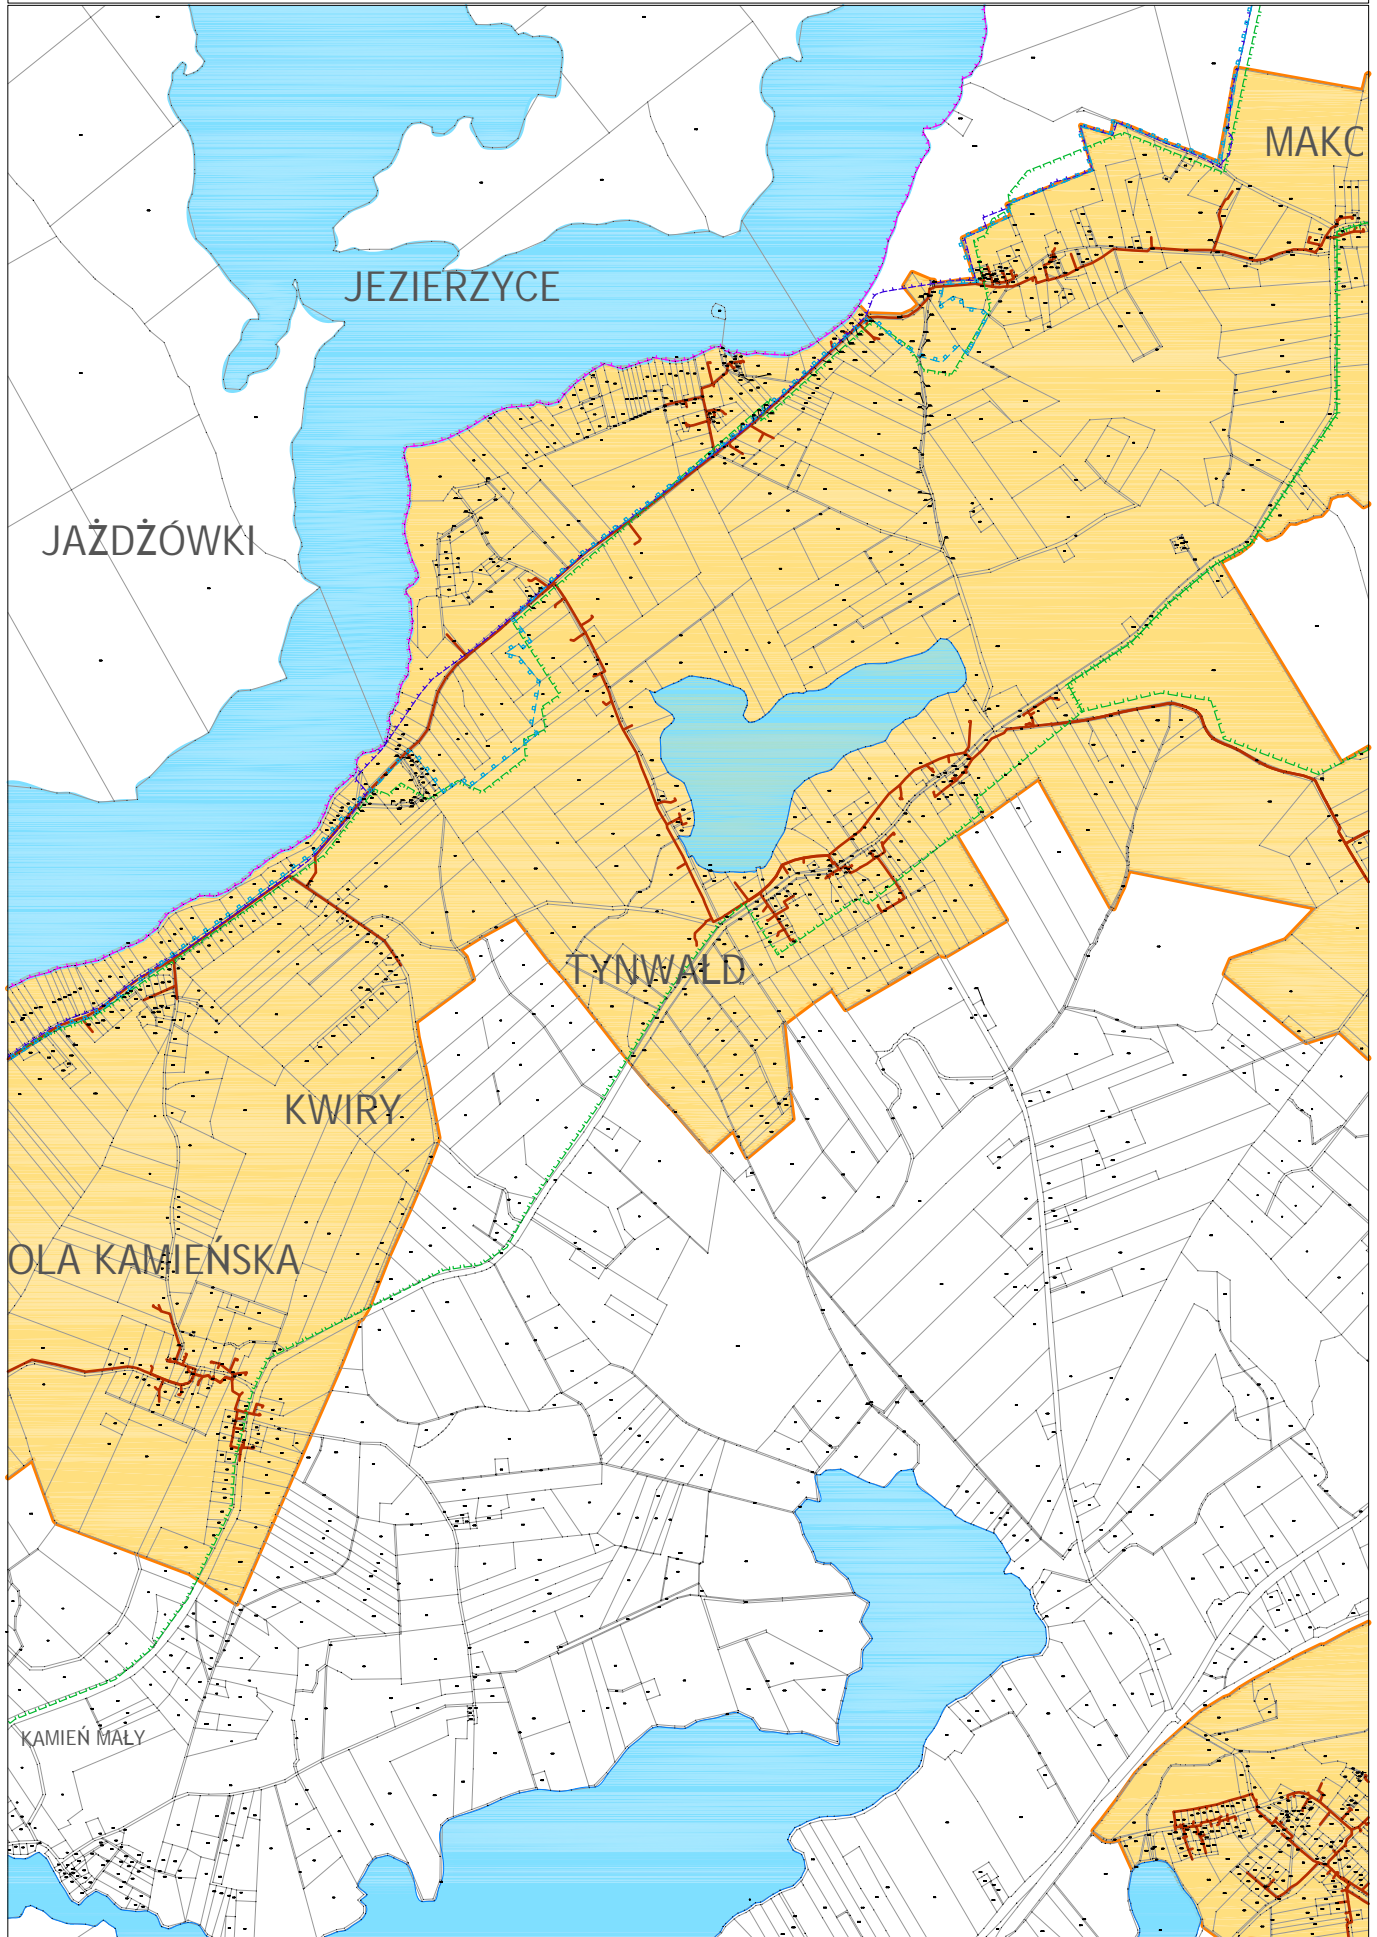 MAKC
JEZIERZYCE
JAŻDŻÓWKI
TYNWAŁD
KWIRY
OLA KAMIEŃSKA
KAMIEŃ MAŁY